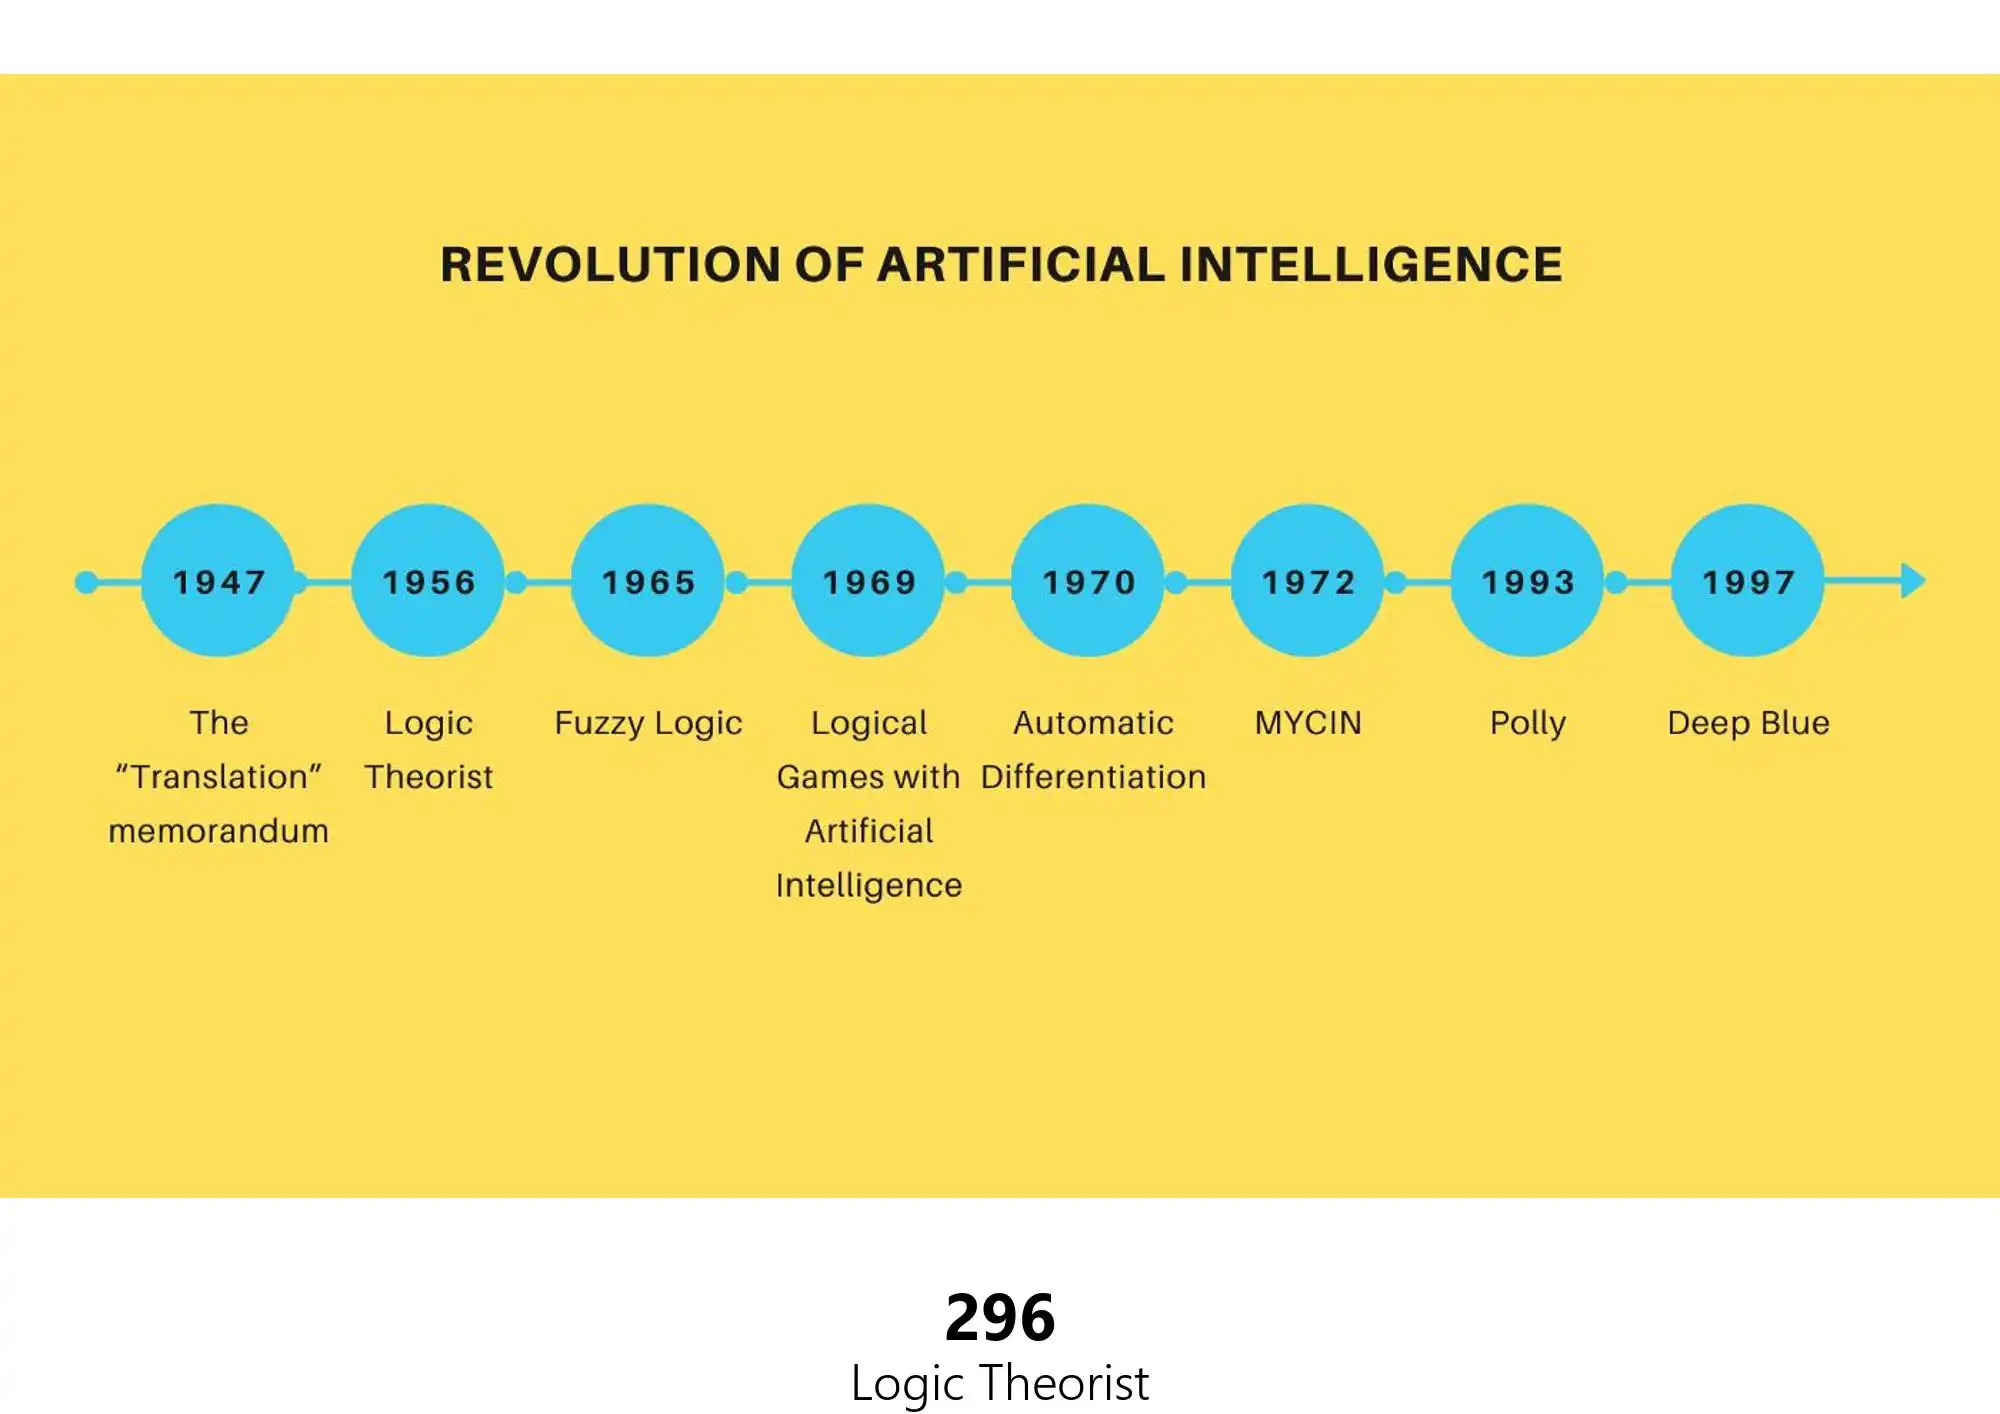 REVOLUTION OF ARTIFICIAL INTELLIGENCE
1947
1956
1965
1969
1970
1972
1993
1997
The
“Translation”
memorandum
Logic
Theorist
Fuzzy Logic
Logical
Games with
Artificial
Intelligence
Automatic
Differentiation
MYCIN
Polly
Deep Blue
296
Logic Theorist